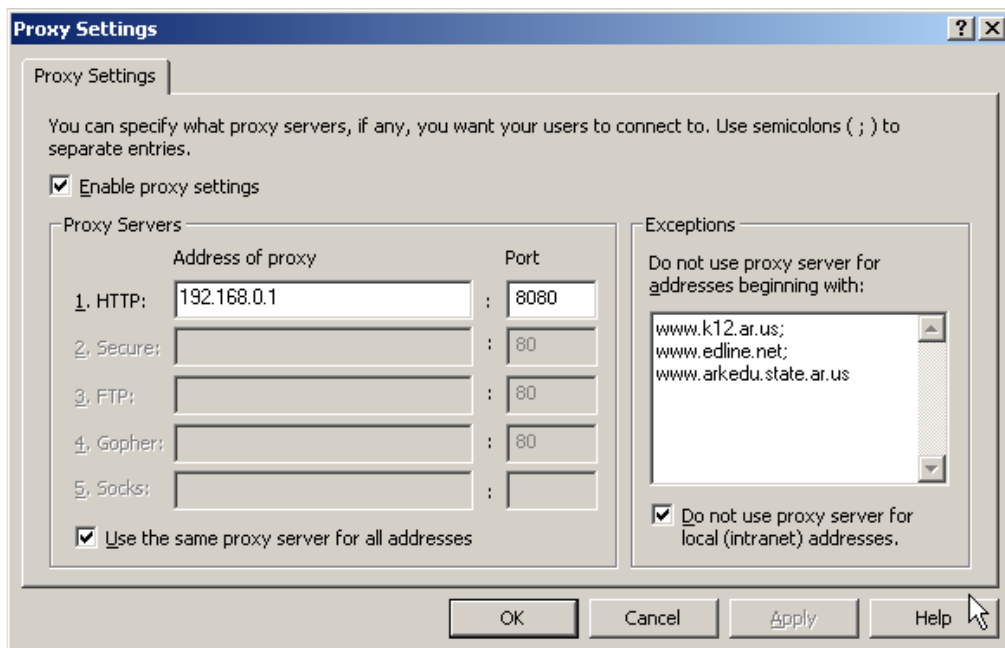 Proxy Settings
Proxy Settings
You can specify what proxy servers, if any, you want your users to connect to. Use semicolons ( ; ) to
separate entries.
Enable proxy settings
Proxy Servers
Address of proxy Port
1. HTTP: 192.168.0.1 : 8080
2. Secure: : 80
3. FTP: : 80
4. Gopher: : 80
5. Socks: :
Use the same proxy server for all addresses
Exceptions
Do not use proxy server for
addresses beginning with:
www.k12.ar.us;
www.edline.net;
www.arkedu.state.ar.us
Do not use proxy server for
local (intranet) addresses.
OK Cancel Apply Help